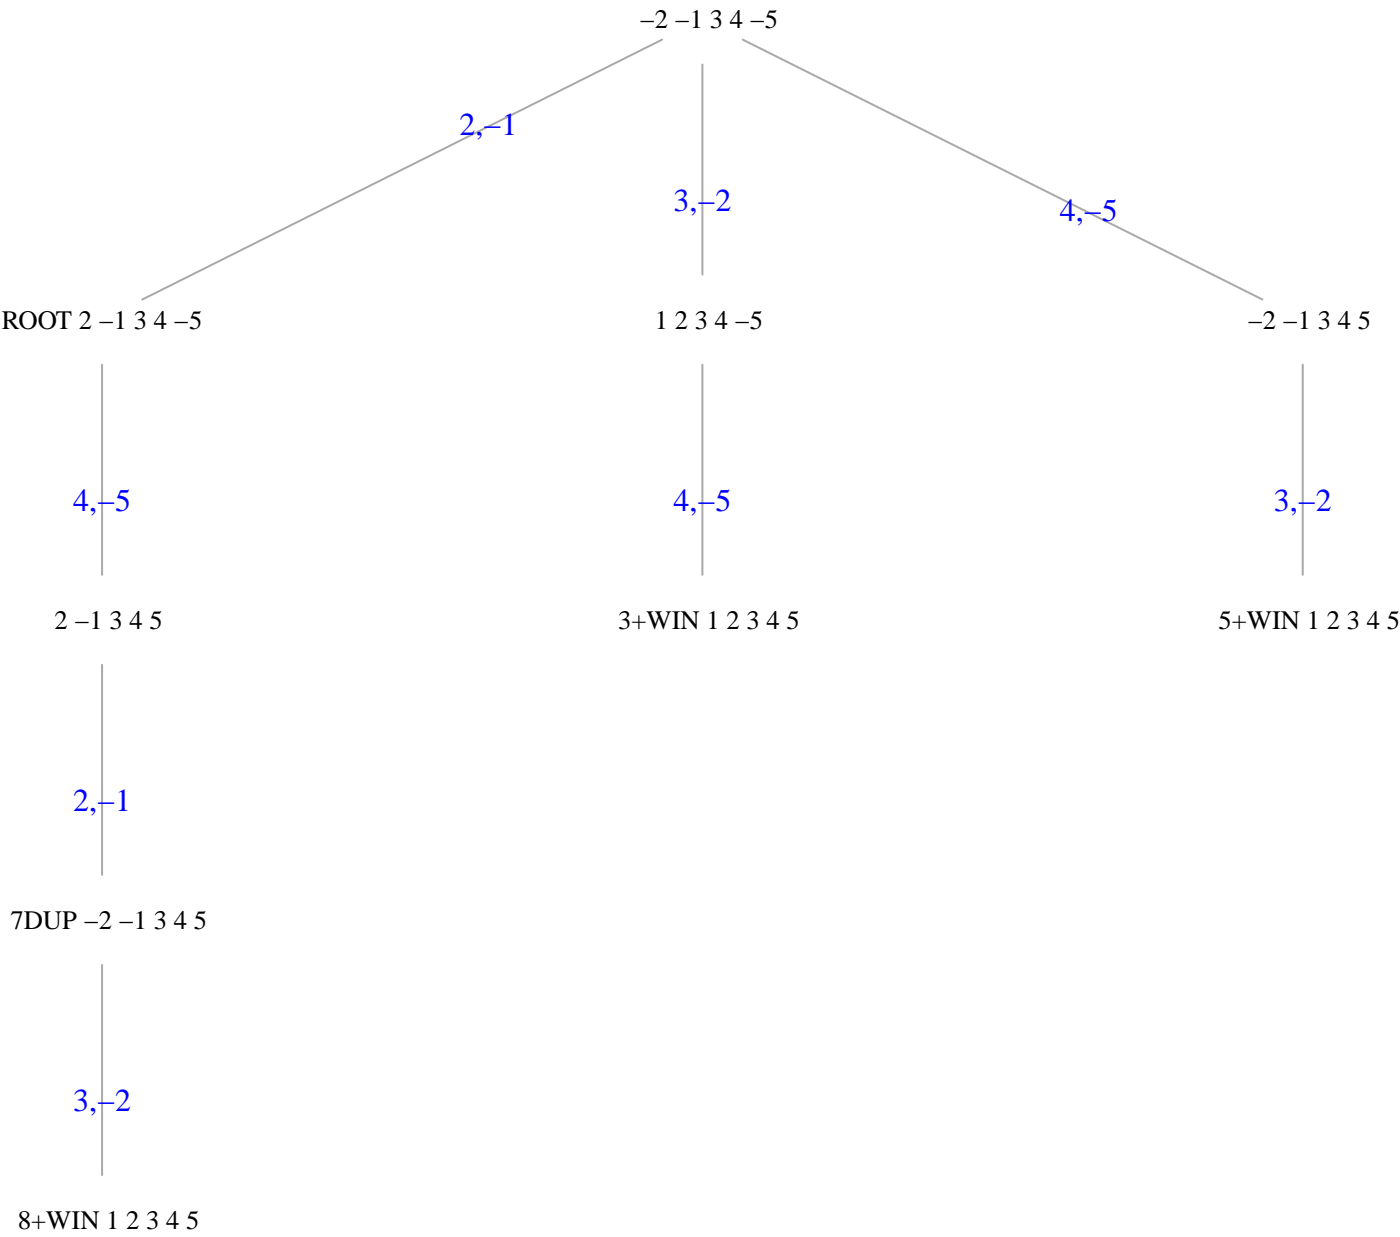 –2 –1 3 4 –5
2,–1
3,–2
4,–5
ROOT 2 –1 3 4 –5
1 2 3 4 –5
–2 –1 3 4 5
4,–5
4,–5
3,–2
2 –1 3 4 5
3+WIN 1 2 3 4 5
5+WIN 1 2 3 4 5
2,–1
7DUP –2 –1 3 4 5
3,–2
8+WIN 1 2 3 4 5